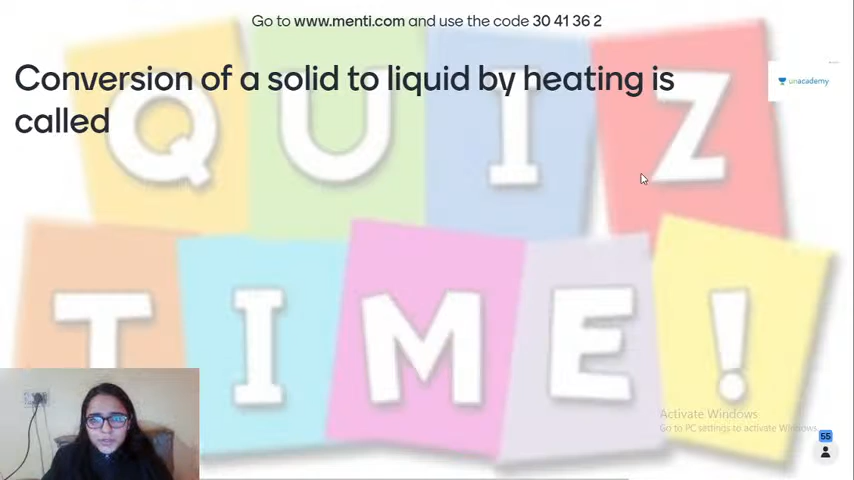 Go to www.menti.com and use the code 30 41 36 2
Conversion of a solid to liquid by heating is
called
unacademy
QUIZ
TIME!
Activate Windows
Go to PC settings to activate Windows.
55